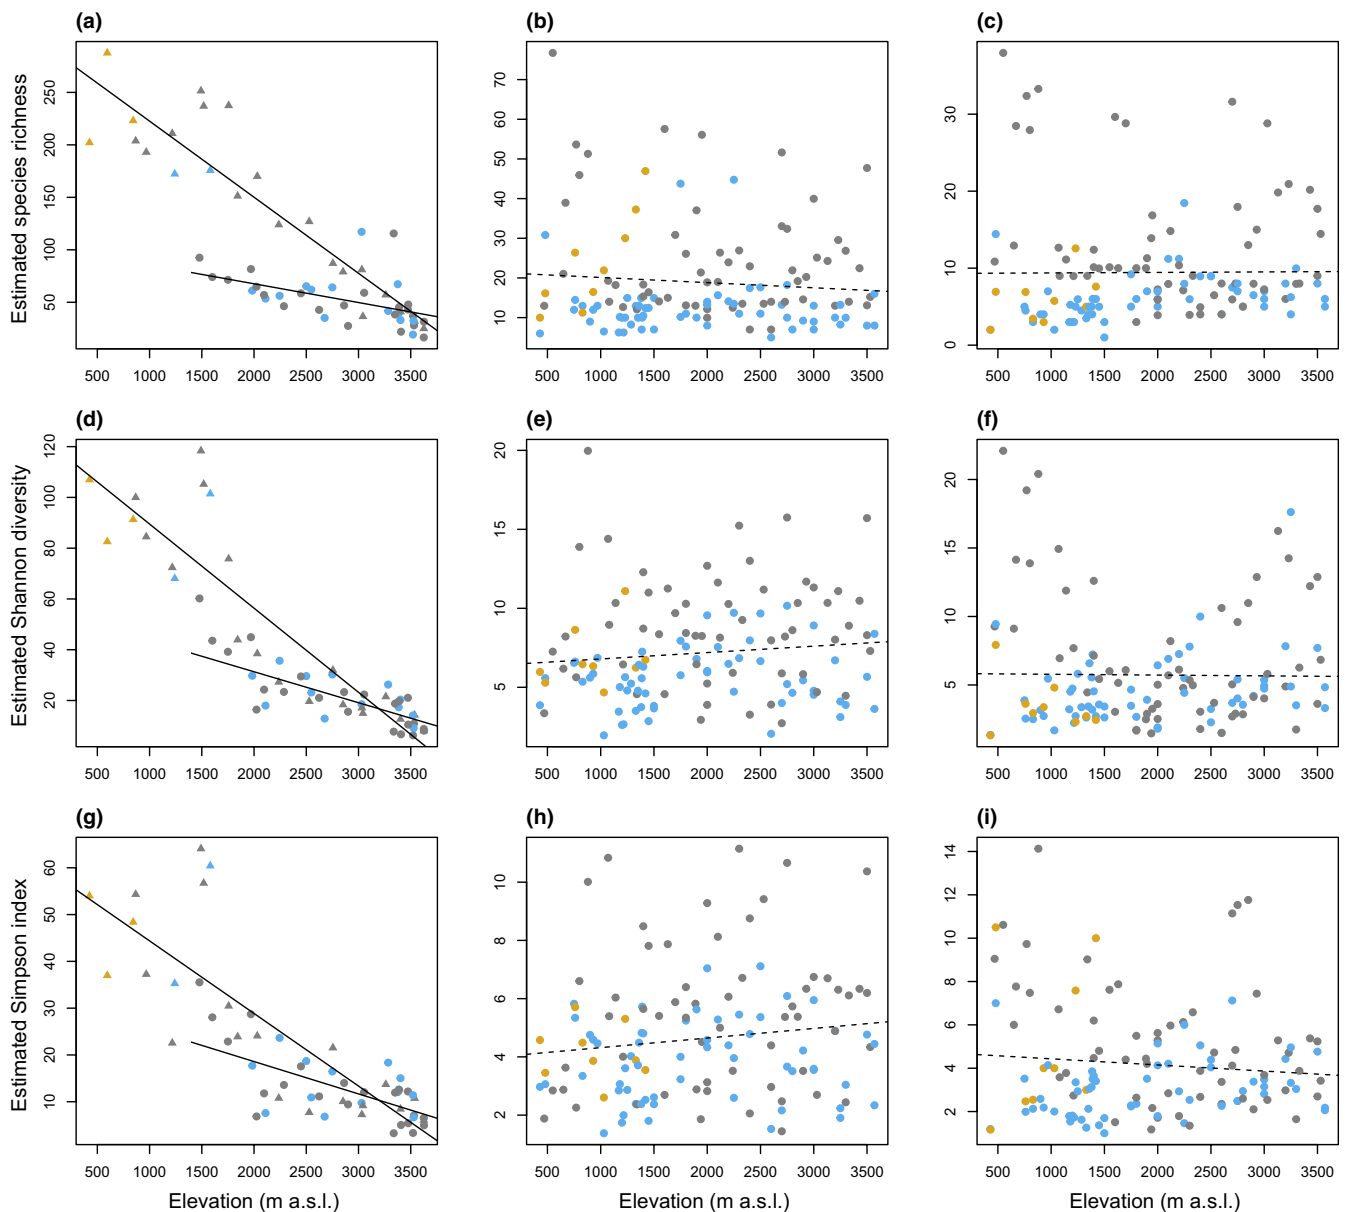 (a)
(b)
(c)
Estimated species richness
50
100
150
200
250
10
20
30
40
50
60
70
0
10
20
30
500 1000 1500 2000 2500 3000 3500
500 1000 1500 2000 2500 3000 3500
500 1000 1500 2000 2500 3000 3500
(d)
(e)
(f)
Estimated Shannon diversity
20
40
60
80
100
120
5
10
15
20
5
10
15
20
500 1000 1500 2000 2500 3000 3500
500 1000 1500 2000 2500 3000 3500
500 1000 1500 2000 2500 3000 3500
(g)
(h)
(i)
Estimated Simpson index
10
20
30
40
50
60
2
4
6
8
10
2
4
6
8
10
12
14
500 1000 1500 2000 2500 3000 3500
500 1000 1500 2000 2500 3000 3500
500 1000 1500 2000 2500 3000 3500
Elevation (m a.s.l.)
Elevation (m a.s.l.)
Elevation (m a.s.l.)